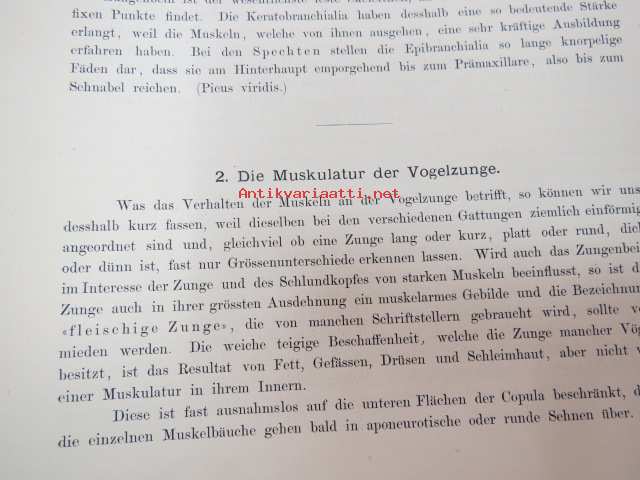 fixen Punkte findet. Die Keratobranchialia haben desshalb eine so bedeutende Stärke
erlangt, weil die Muskeln, welche von ihnen ausgehen, eine sehr kräftige Ausbildung
erfahren haben. Bei den Spechten stellen die Epibranchialia so lange knorpelige
Fäden dar, dass sie am Hinterhaupt emporgehend bis zum Prämaxillare, also bis zum
Schnabel reichen. (Picus viridis.)
2. Die Muskulatur der Vogelzunge.
Antikvariaatti.net
Was das Verhalten der Muskeln an der Vogelzunge betrifft, so können wir uns
desshalb kurz fassen, weil dieselben bei den verschiedenen Gattungen ziemlich einförmig
angeordnet sind und, gleichviel ob eine Zunge lang oder kurz, platt oder rund, dick
oder dünn ist, fast nur Grössenunterschiede erkennen lassen. Wird auch das Zungenbei
im Interesse der Zunge und des Schlundkopfes von starken Muskeln beeinflusst, so ist d
Zunge auch in ihrer grössten Ausdehnung ein muskelarmes Gebilde und die Bezeichnun
«fleischige Zunge», die von manchen Schriftstellern gebraucht wird, sollte ve
mieden werden. Die weiche teigige Beschaffenheit, welche die Zunge mancher Vög
besitzt, ist das Resultat von Fett, Gefässen, Drüsen und Schleimhaut, aber nicht v
einer Muskulatur in ihrem Innern.
Diese ist fast ausnahmslos auf die unteren Flächen der Copula beschränkt, d
die einzelnen Muskelbäuche gehen bald in aponeurotische oder runde Sehnen über.